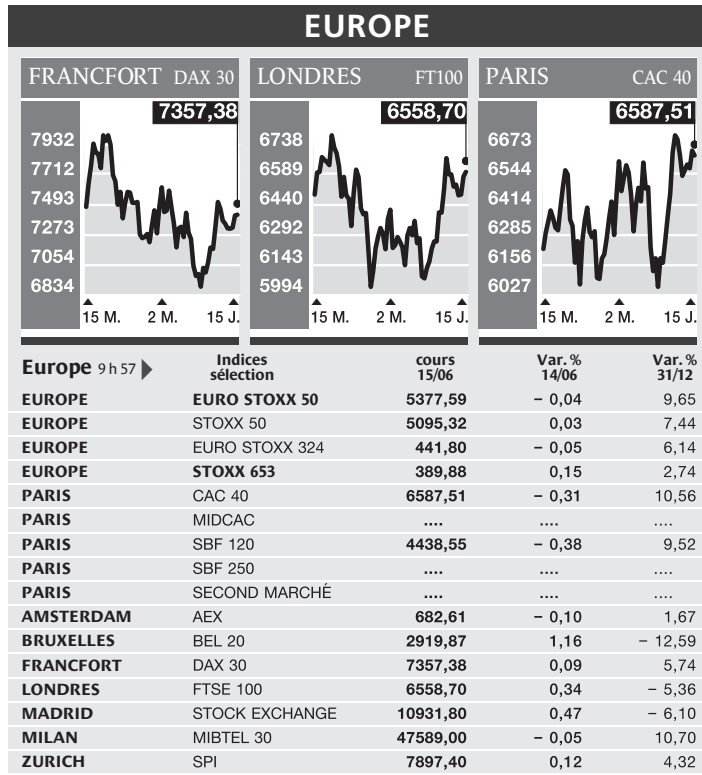 EUROPE
FRANCFORT DAX 30
7357,38
7932
7712
7493
7273
7054
6834
15 M. 2 M. 15 J.
LONDRES FT100
6558,70
6738
6589
6440
6292
6143
5994
15 M. 2 M. 15 J.
PARIS CAC 40
6587,51
6673
6544
6414
6285
6156
6027
15 M. 2 M. 15 J.
Europe 9 h 57 Indices sélection cours 15/06 Var. % 14/06 Var. % 31/12
EUROPE EURO STOXX 50 5377,59 – 0,04 9,65
EUROPE STOXX 50 5095,32 0,03 7,44
EUROPE EURO STOXX 324 441,80 – 0,05 6,14
EUROPE STOXX 653 389,88 0,15 2,74
PARIS CAC 40 6587,51 – 0,31 10,56
PARIS MIDCAC .... .... ....
PARIS SBF 120 4438,55 – 0,38 9,52
PARIS SBF 250 .... .... ....
PARIS SECOND MARCHÉ .... .... ....
AMSTERDAM AEX 682,61 – 0,10 1,67
BRUXELLES BEL 20 2919,87 1,16 – 12,59
FRANCFORT DAX 30 7357,38 0,09 5,74
LONDRES FTSE 100 6558,70 0,34 – 5,36
MADRID STOCK EXCHANGE 10931,80 0,47 – 6,10
MILAN MIBTEL 30 47589,00 – 0,05 10,70
ZURICH SPI 7897,40 0,12 4,32